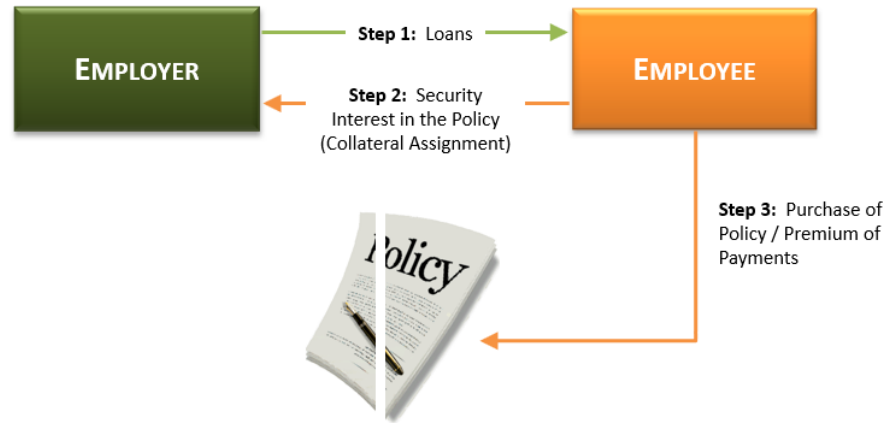 EMPLOYER
Step 1: Loans
EMPLOYEE
Step 2: Security
Interest in the Policy
(Collateral Assignment)
Step 3: Purchase of
Policy / Premium of
Payments
Policy